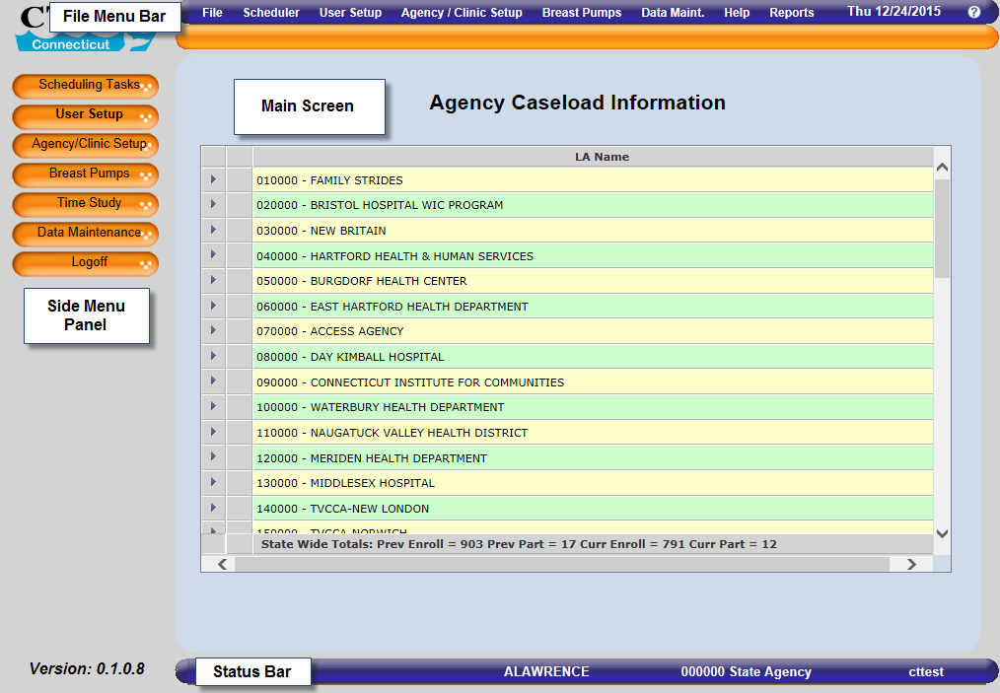 File Menu Bar
File Scheduler User Setup Agency / Clinic Setup Breast Pumps Data Maint. Help Reports Thu 12/24/2015 ?
Connecticut
Scheduling Tasks
User Setup
Agency/Clinic Setup
Breast Pumps
Time Study
Data Maintenance
Logoff
Side Menu
Panel
Main Screen
Agency Caseload Information
LA Name
010000 - FAMILY STRIDES
020000 - BRISTOL HOSPITAL WIC PROGRAM
030000 - NEW BRITAIN
040000 - HARTFORD HEALTH & HUMAN SERVICES
050000 - BURGDORF HEALTH CENTER
060000 - EAST HARTFORD HEALTH DEPARTMENT
070000 - ACCESS AGENCY
080000 - DAY KIMBALL HOSPITAL
090000 - CONNECTICUT INSTITUTE FOR COMMUNITIES
100000 - WATERBURY HEALTH DEPARTMENT
110000 - NAUGATUCK VALLEY HEALTH DISTRICT
120000 - MERIDEN HEALTH DEPARTMENT
130000 - MIDDLESEX HOSPITAL
140000 - TVCCA-NEW LONDON
150000 - TVCCA-NORWICH
State Wide Totals: Prev Enroll = 903 Prev Part = 17 Curr Enroll = 791 Curr Part = 12
Version: 0.1.0.8
Status Bar
ALAWRENCE
000000 State Agency
cttest